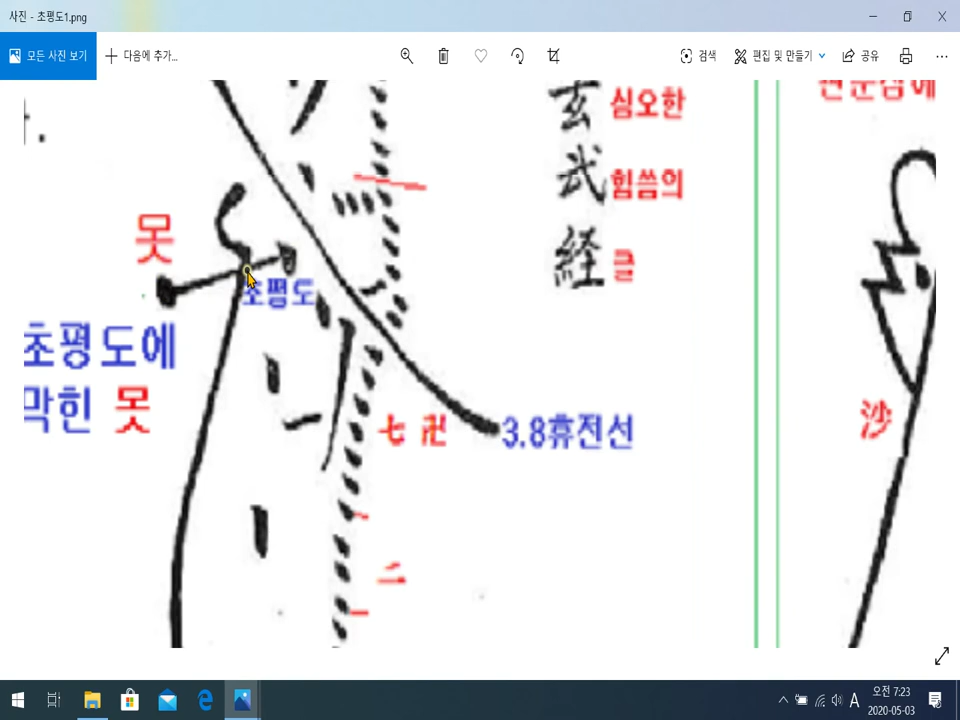 사진 - 초평도1.png
모든 사진 보기
다음에 추가...
검색
편집 및 만들기
공유
玄 심오한
武 힘씀의
経 글
못
초평도
초평도에
막힌 못
七 卍
3.8휴전선
二
沙
A
오전 7:23
2020-05-03